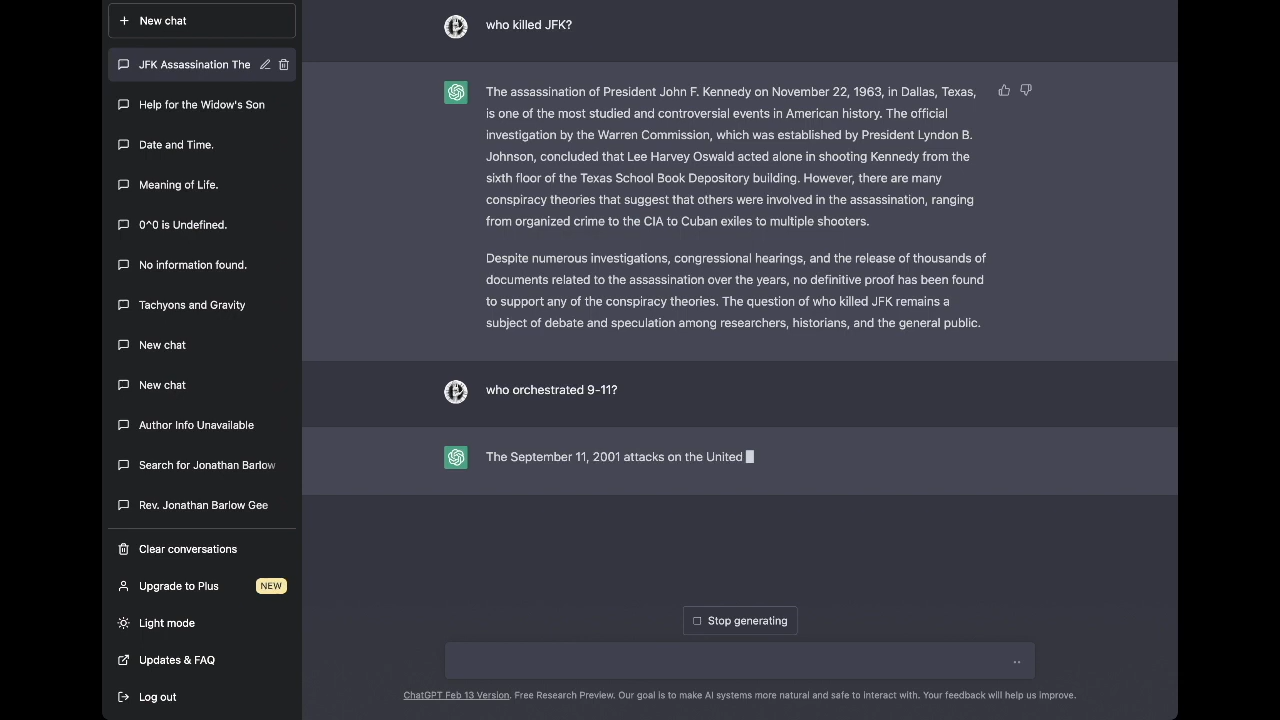 New chat
JFK Assassination The
Help for the Widow's Son
Date and Time.
Meaning of Life.
0^0 is Undefined.
No information found.
Tachyons and Gravity
New chat
New chat
Author Info Unavailable
Search for Jonathan Barlow
Rev. Jonathan Barlow Gee
Clear conversations
Upgrade to Plus NEW
Light mode
Updates & FAQ
Log out
who killed JFK?
The assassination of President John F. Kennedy on November 22, 1963, in Dallas, Texas,
is one of the most studied and controversial events in American history. The official
investigation by the Warren Commission, which was established by President Lyndon B.
Johnson, concluded that Lee Harvey Oswald acted alone in shooting Kennedy from the
sixth floor of the Texas School Book Depository building. However, there are many
conspiracy theories that suggest that others were involved in the assassination, ranging
from organized crime to the CIA to Cuban exiles to multiple shooters.
Despite numerous investigations, congressional hearings, and the release of thousands of
documents related to the assassination over the years, no definitive proof has been found
to support any of the conspiracy theories. The question of who killed JFK remains a
subject of debate and speculation among researchers, historians, and the general public.
who orchestrated 9-11?
The September 11, 2001 attacks on the United
Stop generating
ChatGPT Feb 13 Version. Free Research Preview. Our goal is to make AI systems more natural and safe to interact with. Your feedback will help us improve.